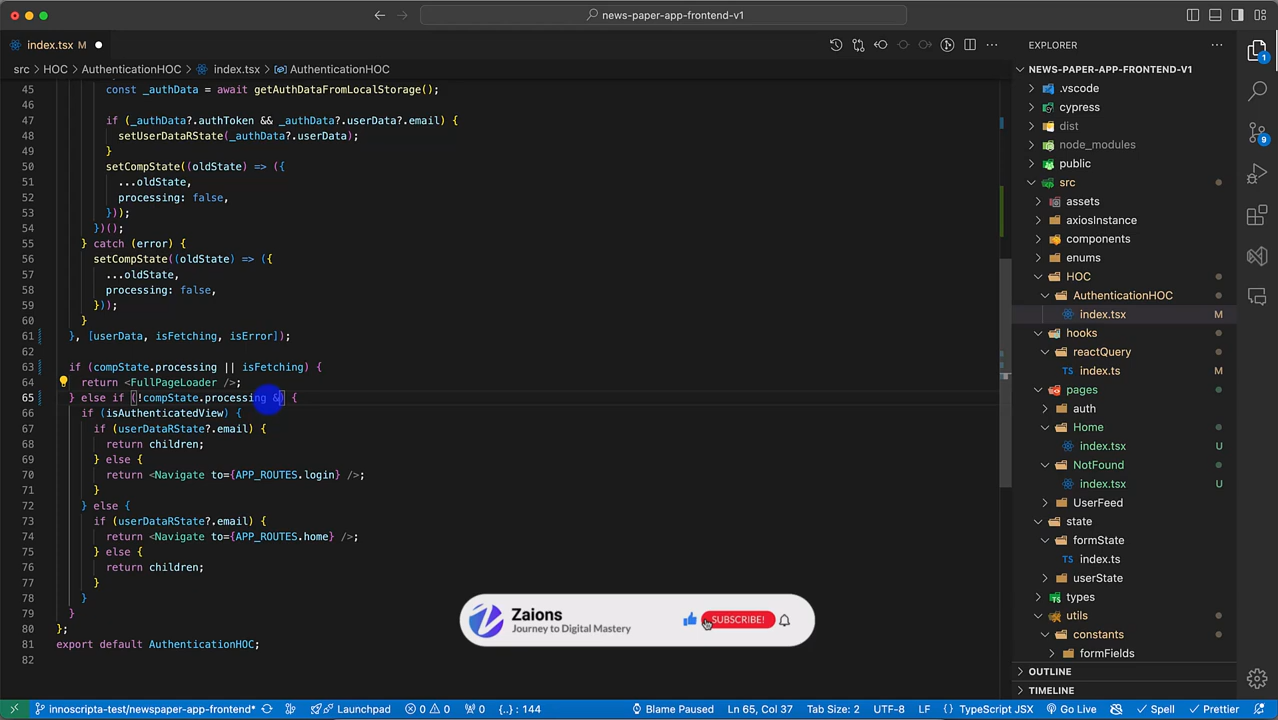 news-paper-app-frontend-v1
index.tsx M
EXPLORER
src > HOC > AuthenticationHOC > index.tsx > AuthenticationHOC
NEWS-PAPER-APP-FRONTEND-V1
45 const _authData = await getAuthDataFromLocalStorage();
46
47 if (_authData?.authToken && _authData?.userData?.email) {
48 setUserDataRState(_authData?.userData);
49 }
50 setCompState((oldState) => ({
51 ...oldState,
52 processing: false,
53 }));
54 })();
55 } catch (error) {
56 setCompState((oldState) => ({
57 ...oldState,
58 processing: false,
59 }));
60 }
61 }, [userData, isFetching, isError]);
62
63 if (compState.processing || isFetching) {
64 return <FullPageLoader />;
65 } else if (!compState.processing &) {
66 if (isAuthenticatedView) {
67 if (userDataRState?.email) {
68 return children;
69 } else {
70 return <Navigate to={APP_ROUTES.login} />;
71 }
72 } else {
73 if (userDataRState?.email) {
74 return <Navigate to={APP_ROUTES.home} />;
75 } else {
76 return children;
77 }
78 }
79 }
80 };
81 export default AuthenticationHOC;
82
.vscode
cypress
dist
node_modules
public
src
assets
axiosInstance
components
enums
HOC
AuthenticationHOC
index.tsx M
hooks
reactQuery
index.ts M
pages
auth
Home
index.tsx U
NotFound
index.tsx U
UserFeed
state
formState
TS index.ts
userState
types
utils
constants
formFields
OUTLINE
TIMELINE
1
9
Zaions
Journey to Digital Mastery
SUBSCRIBE!
innoscripta-test/newspaper-app-frontend* Launchpad 0 0 0 {..} : 144 Blame Paused Ln 65, Col 37 Tab Size: 2 UTF-8 LF { } TypeScript JSX Go Live Spell Prettier